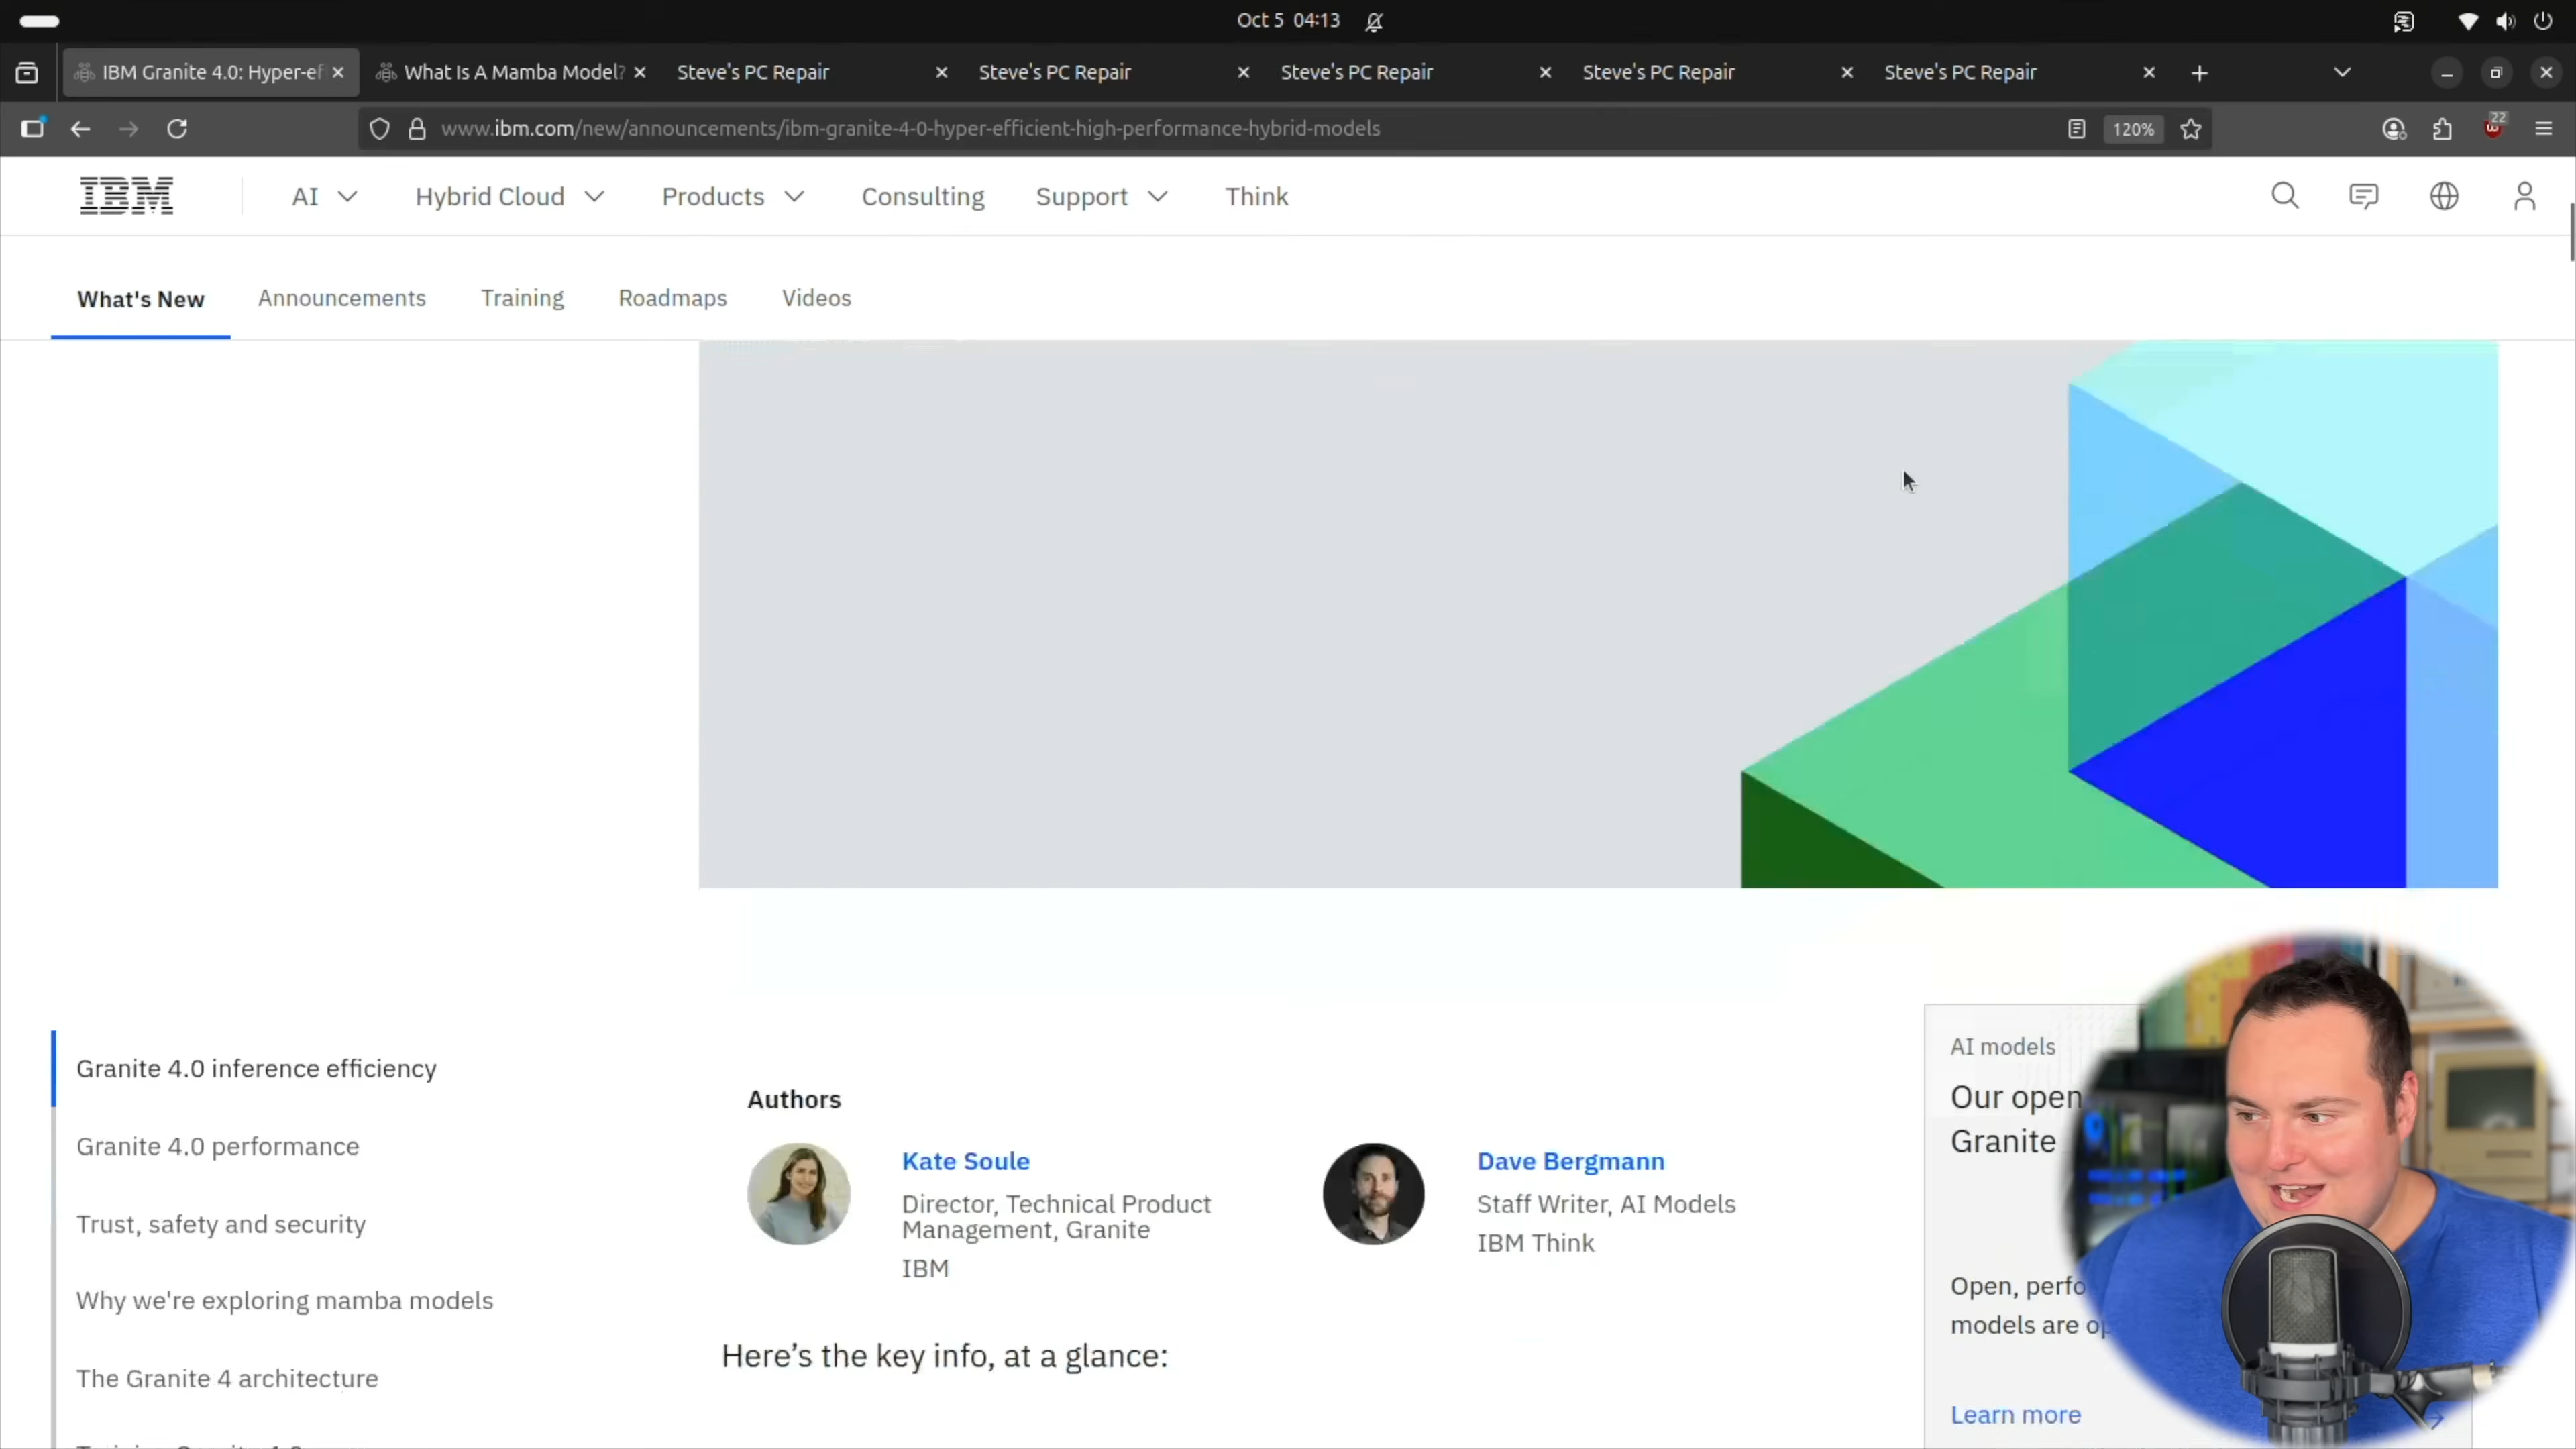 Oct 5 04:13
IBM Granite 4.0: Hyper-ef
What Is A Mamba Model?
Steve's PC Repair
Steve's PC Repair
Steve's PC Repair
Steve's PC Repair
Steve's PC Repair
www.ibm.com/new/announcements/ibm-granite-4-0-hyper-efficient-high-performance-hybrid-models
120%
22
IBM
AI
Hybrid Cloud
Products
Consulting
Support
Think
What's New
Announcements
Training
Roadmaps
Videos
Granite 4.0 inference efficiency
Granite 4.0 performance
Trust, safety and security
Why we're exploring mamba models
The Granite 4 architecture
Authors
Kate Soule
Director, Technical Product
Management, Granite
IBM
Dave Bergmann
Staff Writer, AI Models
IBM Think
Here's the key info, at a glance:
AI models
Our open
Granite
Open, perfo
models are op
Learn more